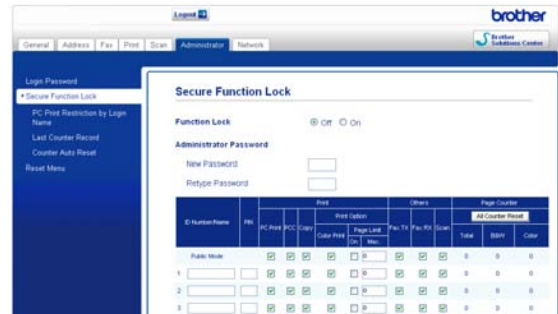 Logout
brother
General Address Fax Print Scan Administrator Network
Brother Solutions Center
Login Password
Secure Function Lock
PC Print Restriction by Login Name
Last Counter Record
Counter Auto Reset
Reset Menu
Secure Function Lock
Function Lock Off On
Administrator Password
New Password
Retype Password
Print Others Page Counter
Print Option All Counter Reset
ID Number/Name PIN PC Print PCC Copy Color Print Page Limit Fax TX Fax RX Scan Total B&W Color
On Max.
Public Mode 0 0 0 0
1 0 0 0 0
2 0 0 0 0
3 0 0 0 0